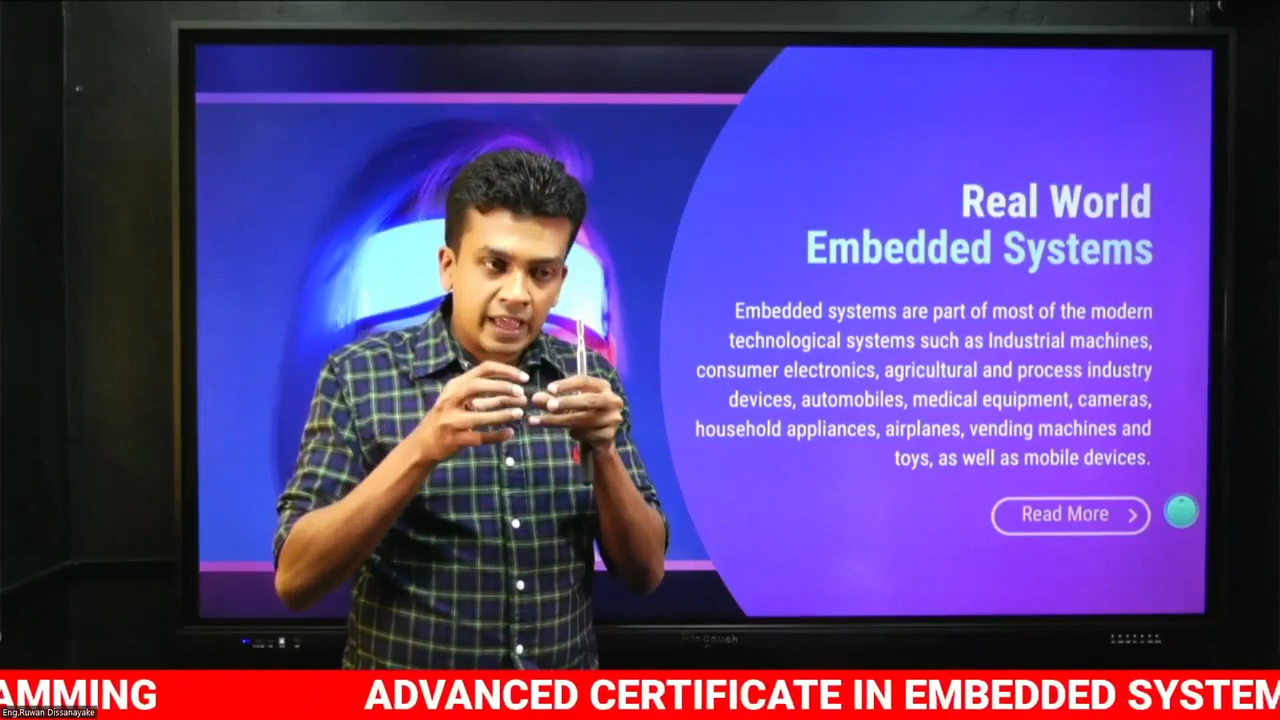 Real World
Embedded Systems
Embedded systems are part of most of the modern
technological systems such as Industrial machines,
consumer electronics, agricultural and process industry
devices, automobiles, medical equipment, cameras,
household appliances, airplanes, vending machines and
toys, as well as mobile devices.
Read More
AMMING ADVANCED CERTIFICATE IN EMBEDDED SYSTEM
Eng.Ruwan Dissanayake